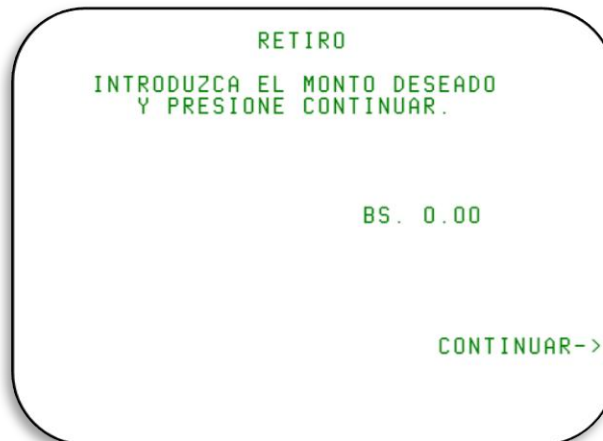 RETIRO
INTRODUZCA EL MONTO DESEADO
Y PRESIONE CONTINUAR.
BS. 0.00
CONTINUAR->